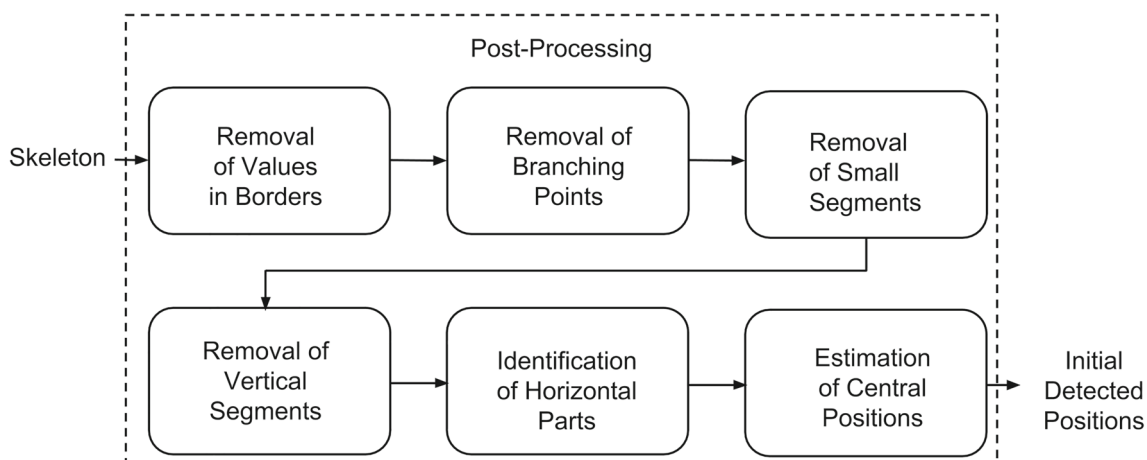 Post-Processing
Skeleton
Removal
of Values
in Borders
Removal of
Branching
Points
Removal
of Small
Segments
Removal of
Vertical
Segments
Identification
of Horizontal
Parts
Estimation
of Central
Positions
Initial
Detected
Positions